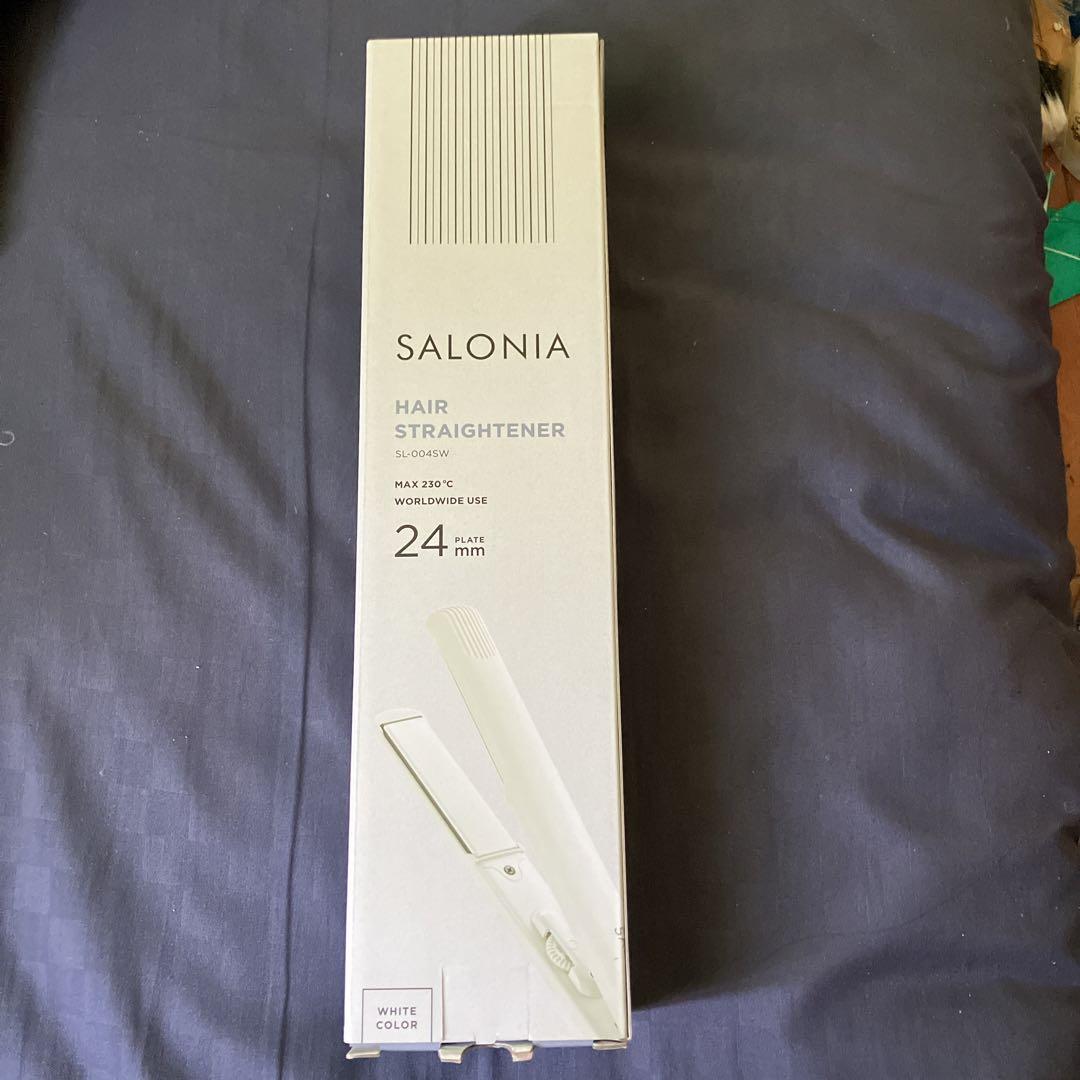 SALONIA
HAIR
STRAIGHTENER
SL-004SW
MAX 230℃
WORLDWIDE USE
24 PLATE mm
WHITE
COLOR